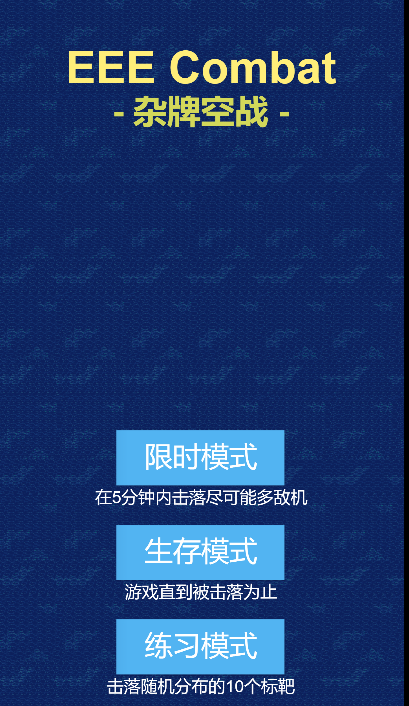 EEE Combat
- 杂牌空战 -
限时模式
在5分钟内击落尽可能多敌机
生存模式
游戏直到被击落为止
练习模式
击落随机分布的10个标靶